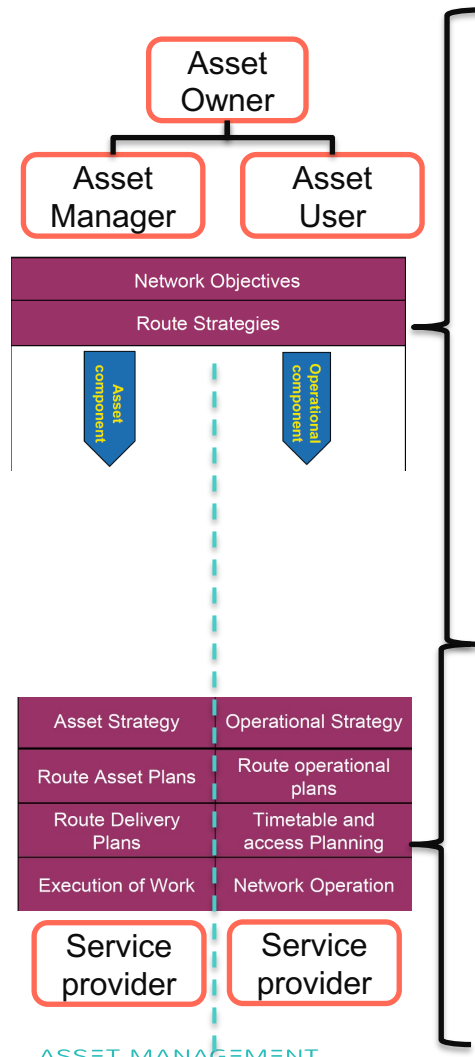 Asset
Owner
Asset
Manager
Asset
User
Network Objectives
Route Strategies
Asset
component
Operational
component
Asset Strategy
Operational Strategy
Route Asset Plans
Route operational
plans
Route Delivery
Plans
Timetable and
access Planning
Execution of Work
Network Operation
Service
provider
Service
provider
ASSET MANAGEMENT